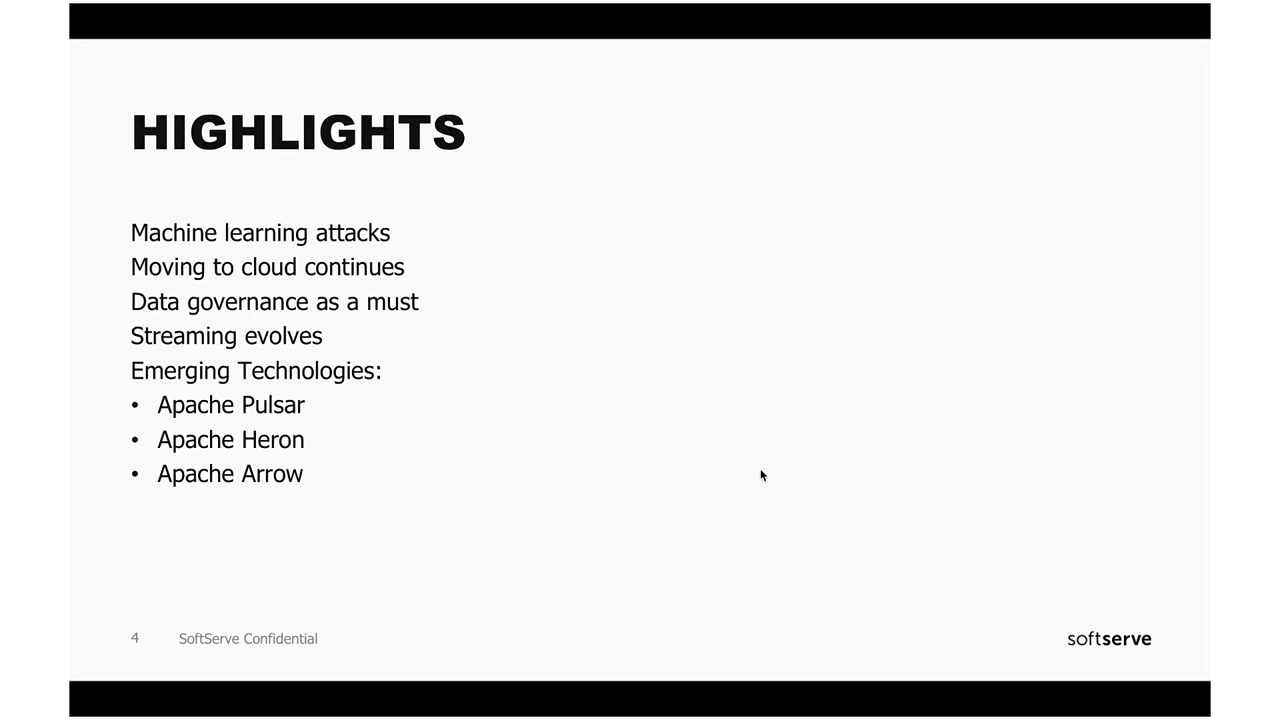 HIGHLIGHTS
Machine learning attacks
Moving to cloud continues
Data governance as a must
Streaming evolves
Emerging Technologies:
• Apache Pulsar
• Apache Heron
• Apache Arrow
4 SoftServe Confidential
softserve